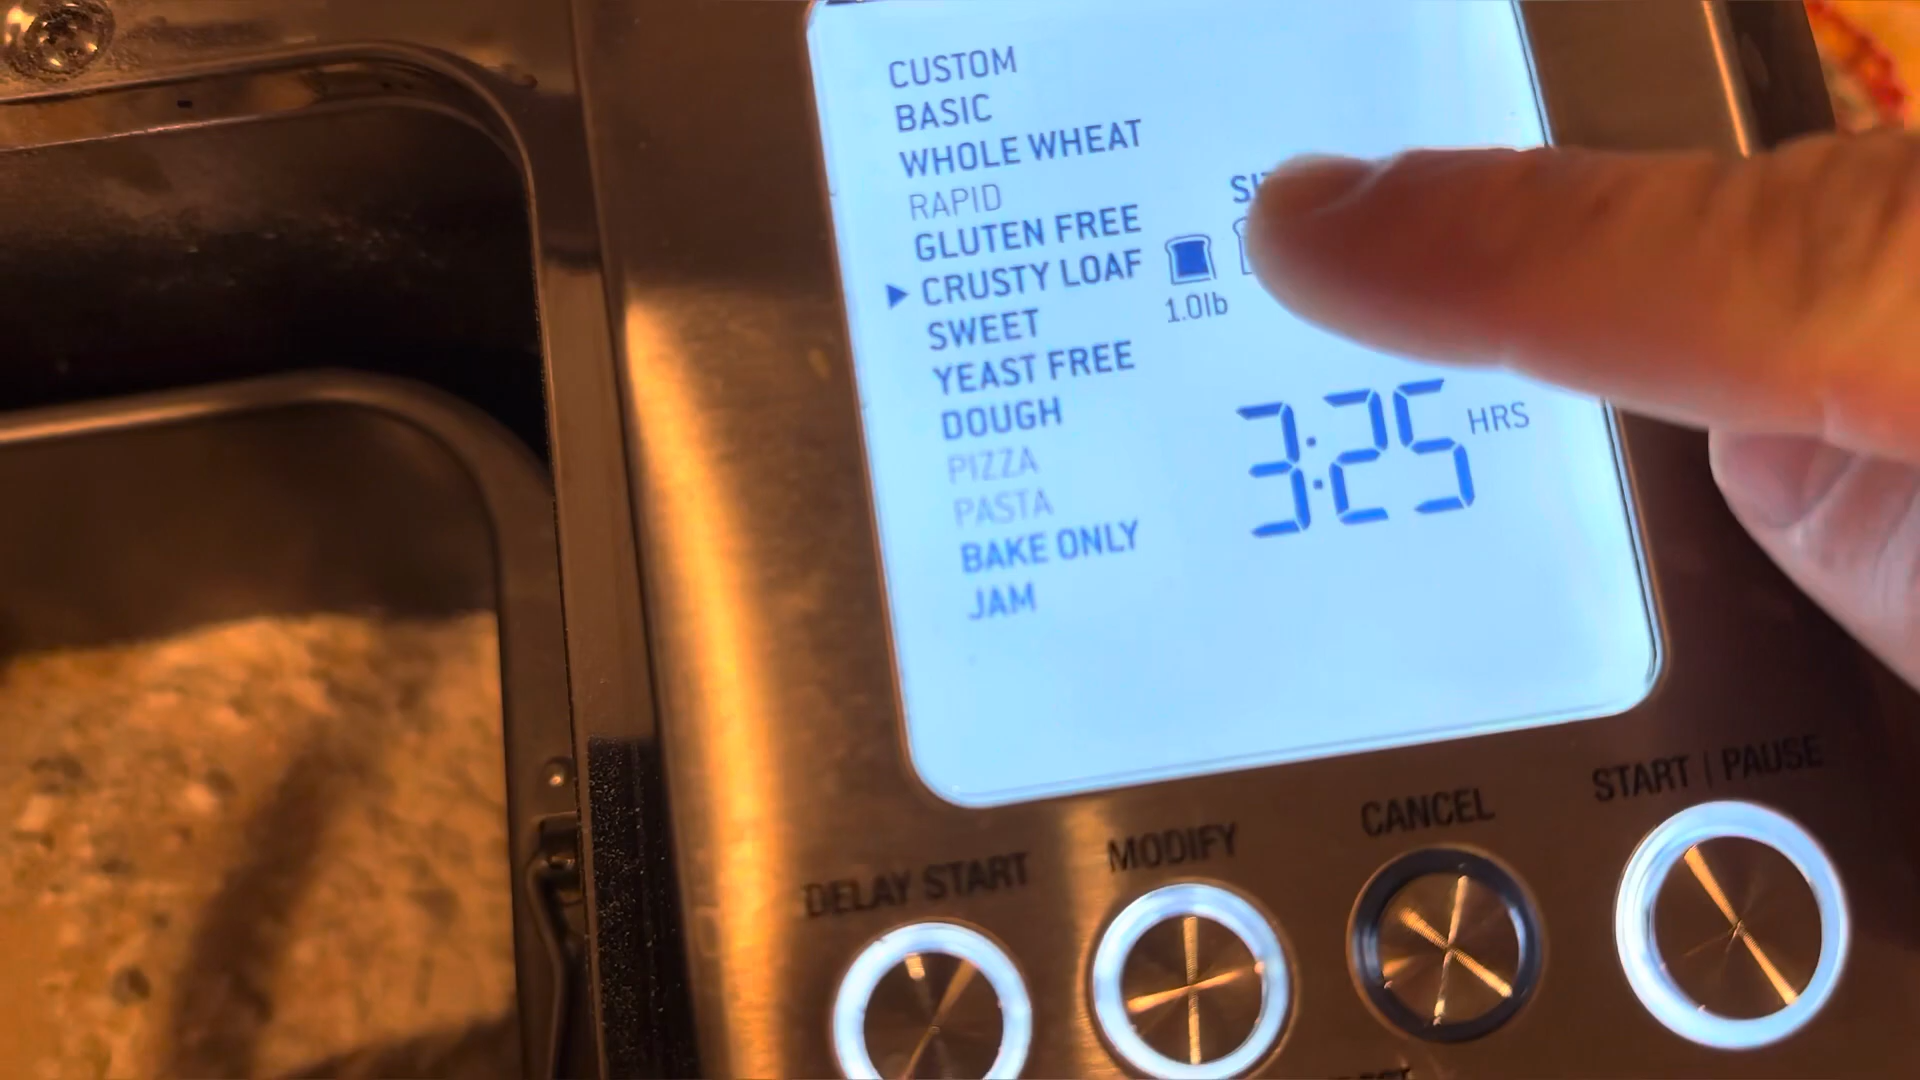 CUSTOM
BASIC
WHOLE WHEAT
RAPID
GLUTEN FREE
CRUSTY LOAF
SWEET
YEAST FREE
DOUGH
PIZZA
PASTA
BAKE ONLY
JAM
1.0lb
3:25 HRS
DELAY START
MODIFY
CANCEL
START | PAUSE